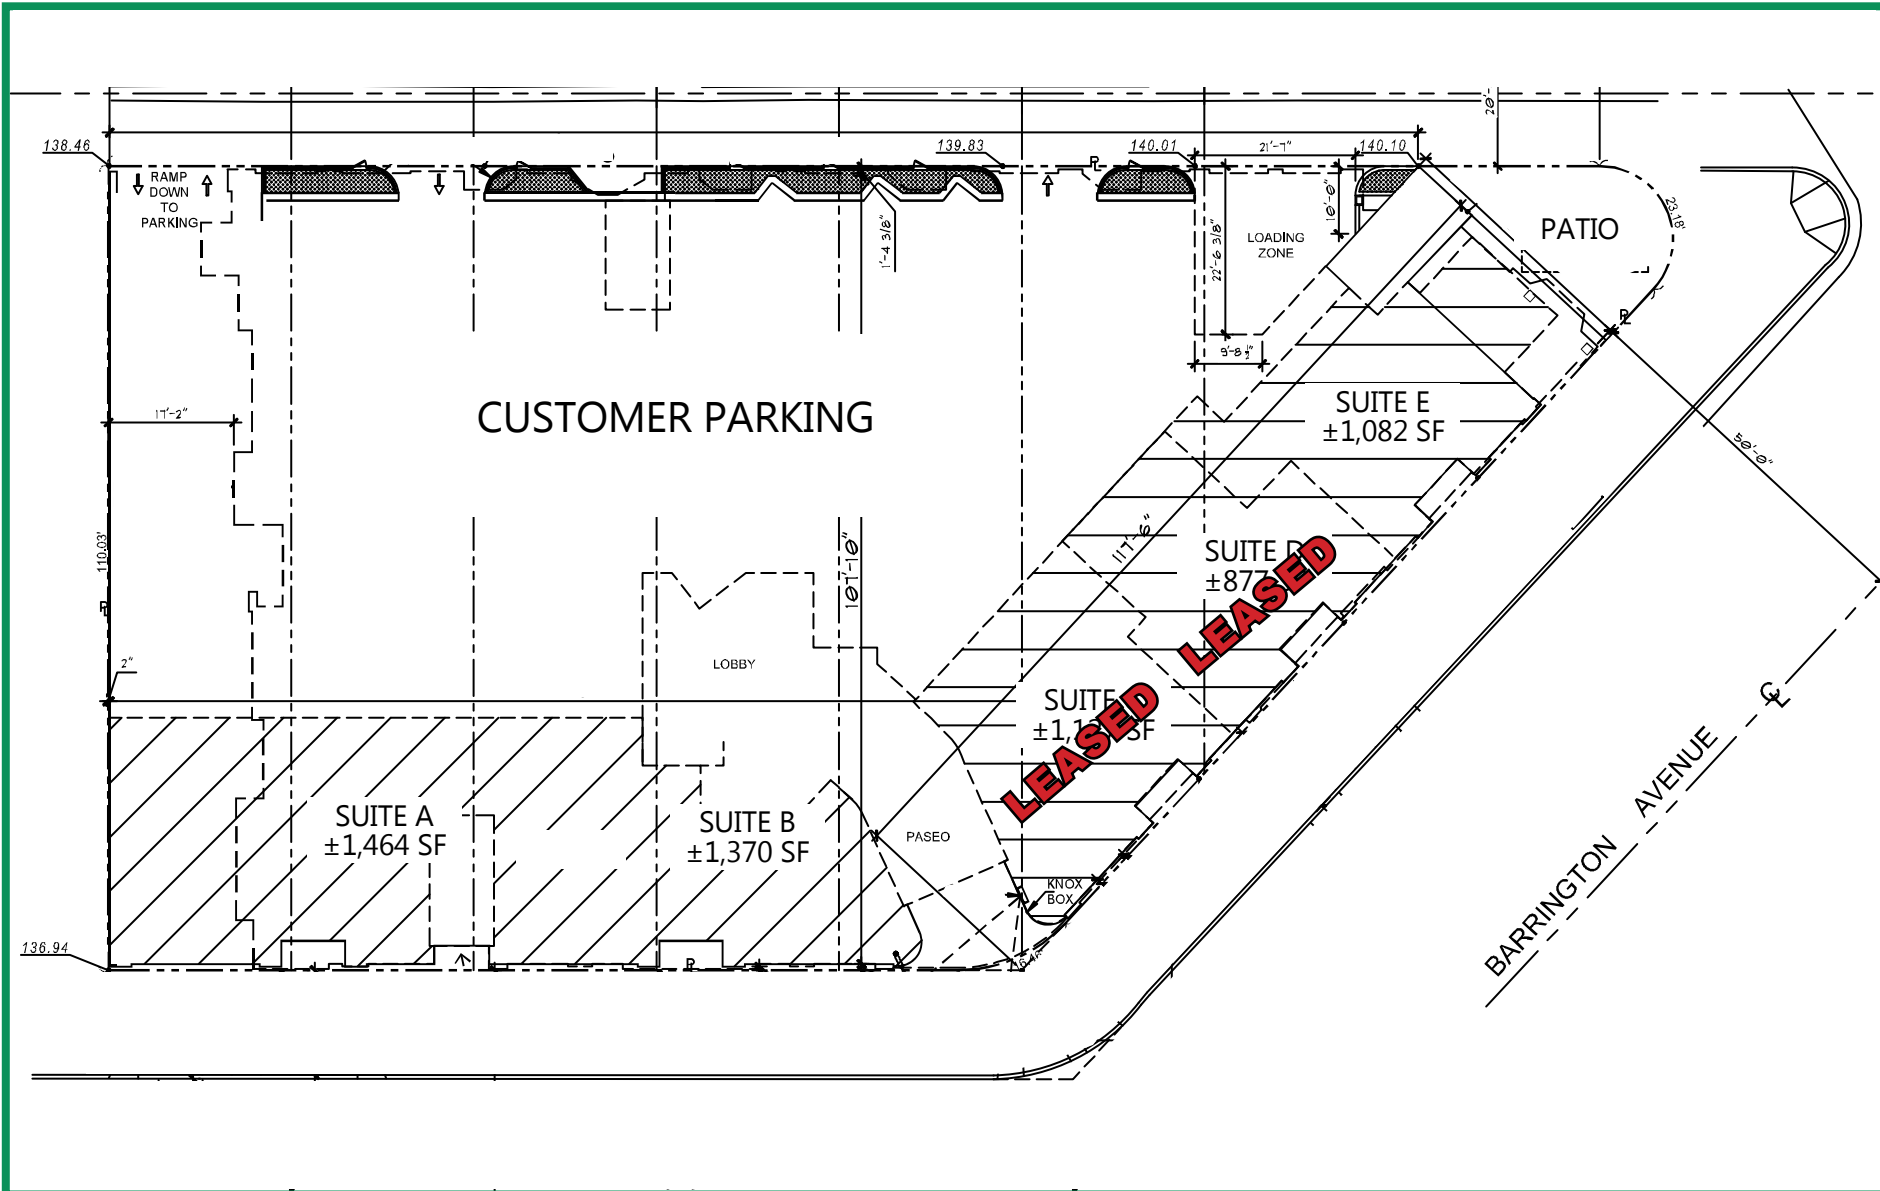 138.46
139.83
140.01
21'-7"
140.10
20'-
RAMP
DOWN
TO
PARKING
10'-0"
23.18'
PATIO
LOADING
ZONE
1'-4 3/8"
22'-6 3/8"
9'-8 1/2"
17'-2"
CUSTOMER PARKING
SUITE E
±1,082 SF
50'-0"
110.03'
107'-10"
117'-6"
SUITE D
±877
LEASED
2"
LOBBY
SUITE
SF
LEASED
SUITE A
±1,464 SF
SUITE B
±1,370 SF
PASEO
KNOX
BOX
136.94
BARRINGTON AVENUE